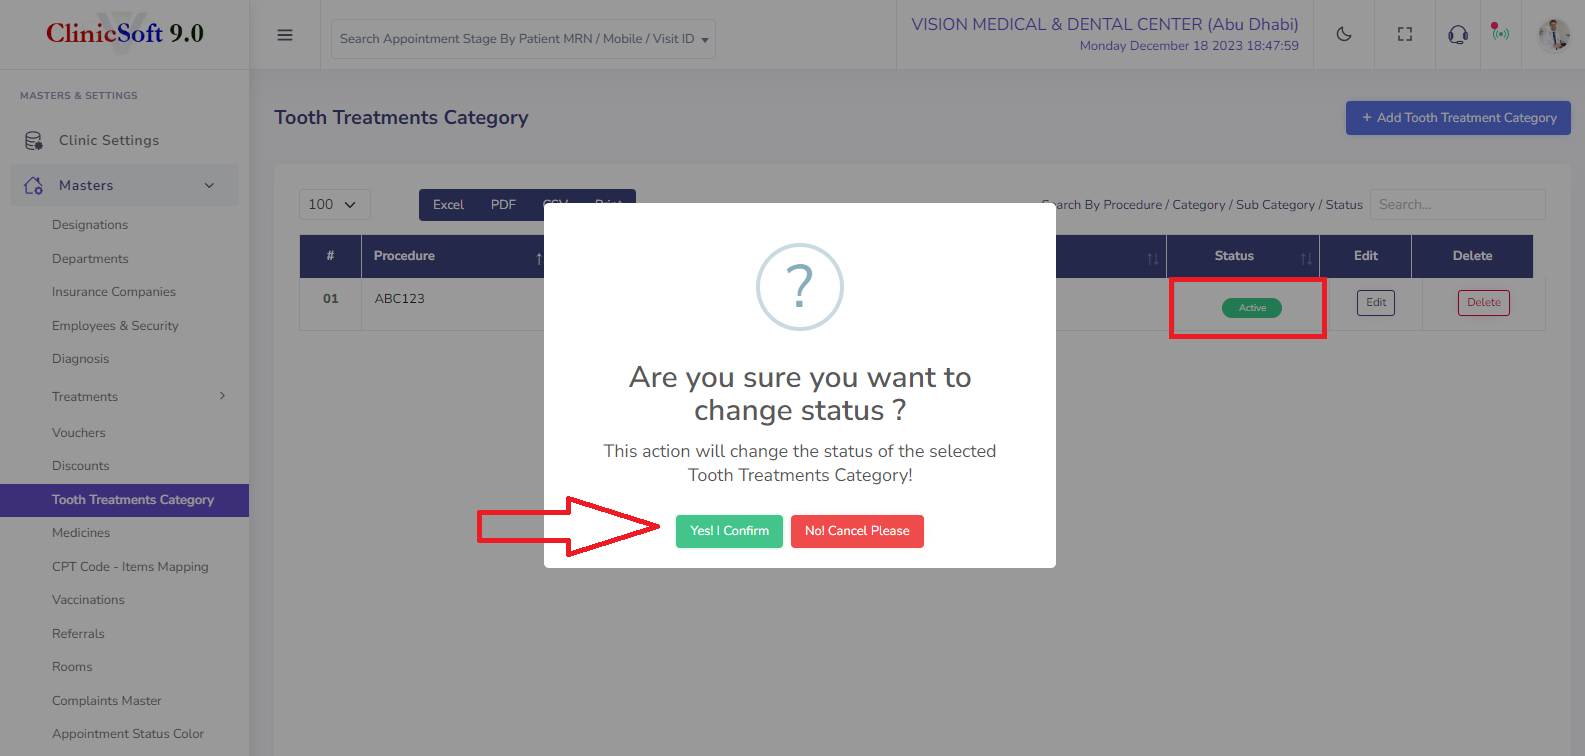 ClinicSoft 9.0
Search Appointment Stage By Patient MRN / Mobile / Visit ID
VISION MEDICAL & DENTAL CENTER (Abu Dhabi)
Monday December 18 2023 18:47:59
MASTERS & SETTINGS
Clinic Settings
Masters
Designations
Departments
Insurance Companies
Employees & Security
Diagnosis
Treatments
Vouchers
Discounts
Tooth Treatments Category
Medicines
CPT Code - Items Mapping
Vaccinations
Referrals
Rooms
Complaints Master
Appointment Status Color
Tooth Treatments Category
+ Add Tooth Treatment Category
100
Excel PDF CSV Print
Search By Procedure / Category / Sub Category / Status
Search...
# Procedure Status Edit Delete
01 ABC123 Active Edit Delete
?
Are you sure you want to
change status ?
This action will change the status of the selected
Tooth Treatments Category!
Yes! I Confirm
No! Cancel Please